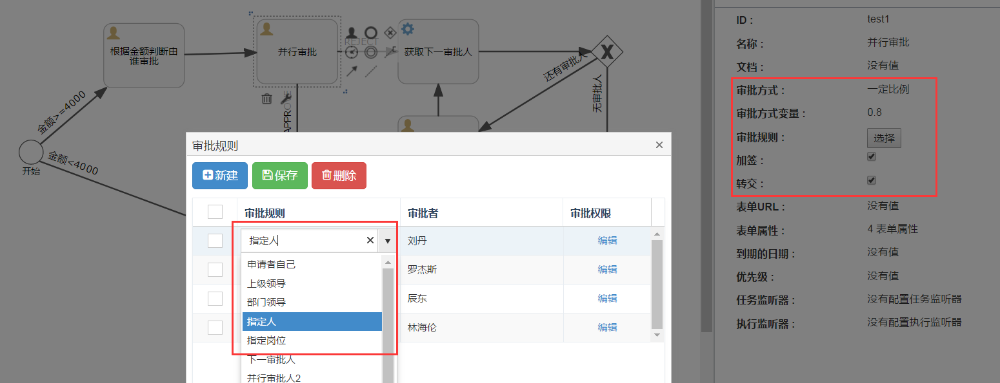 根据金额判断由
谁审批
并行审批
REJECT
获取下一审批人
X
还有审批人
无审批人
金额>=4000
金额<4000
开始
审批规则
×
新建
保存
删除
审批规则
审批者
审批权限
指定人
刘丹
编辑
罗杰斯
编辑
辰东
编辑
林海伦
编辑
申请者自己
上级领导
部门领导
指定人
指定岗位
下一审批人
并行审批人2
ID：
test1
名称：
并行审批
文档：
没有值
审批方式：
一定比例
审批方式变量：
0.8
审批规则：
选择
加签：
转交：
表单URL：
没有值
表单属性：
4 表单属性
到期的日期：
没有值
优先级：
没有值
任务监听器：
没有配置任务监听器
执行监听器：
没有配置执行监听器